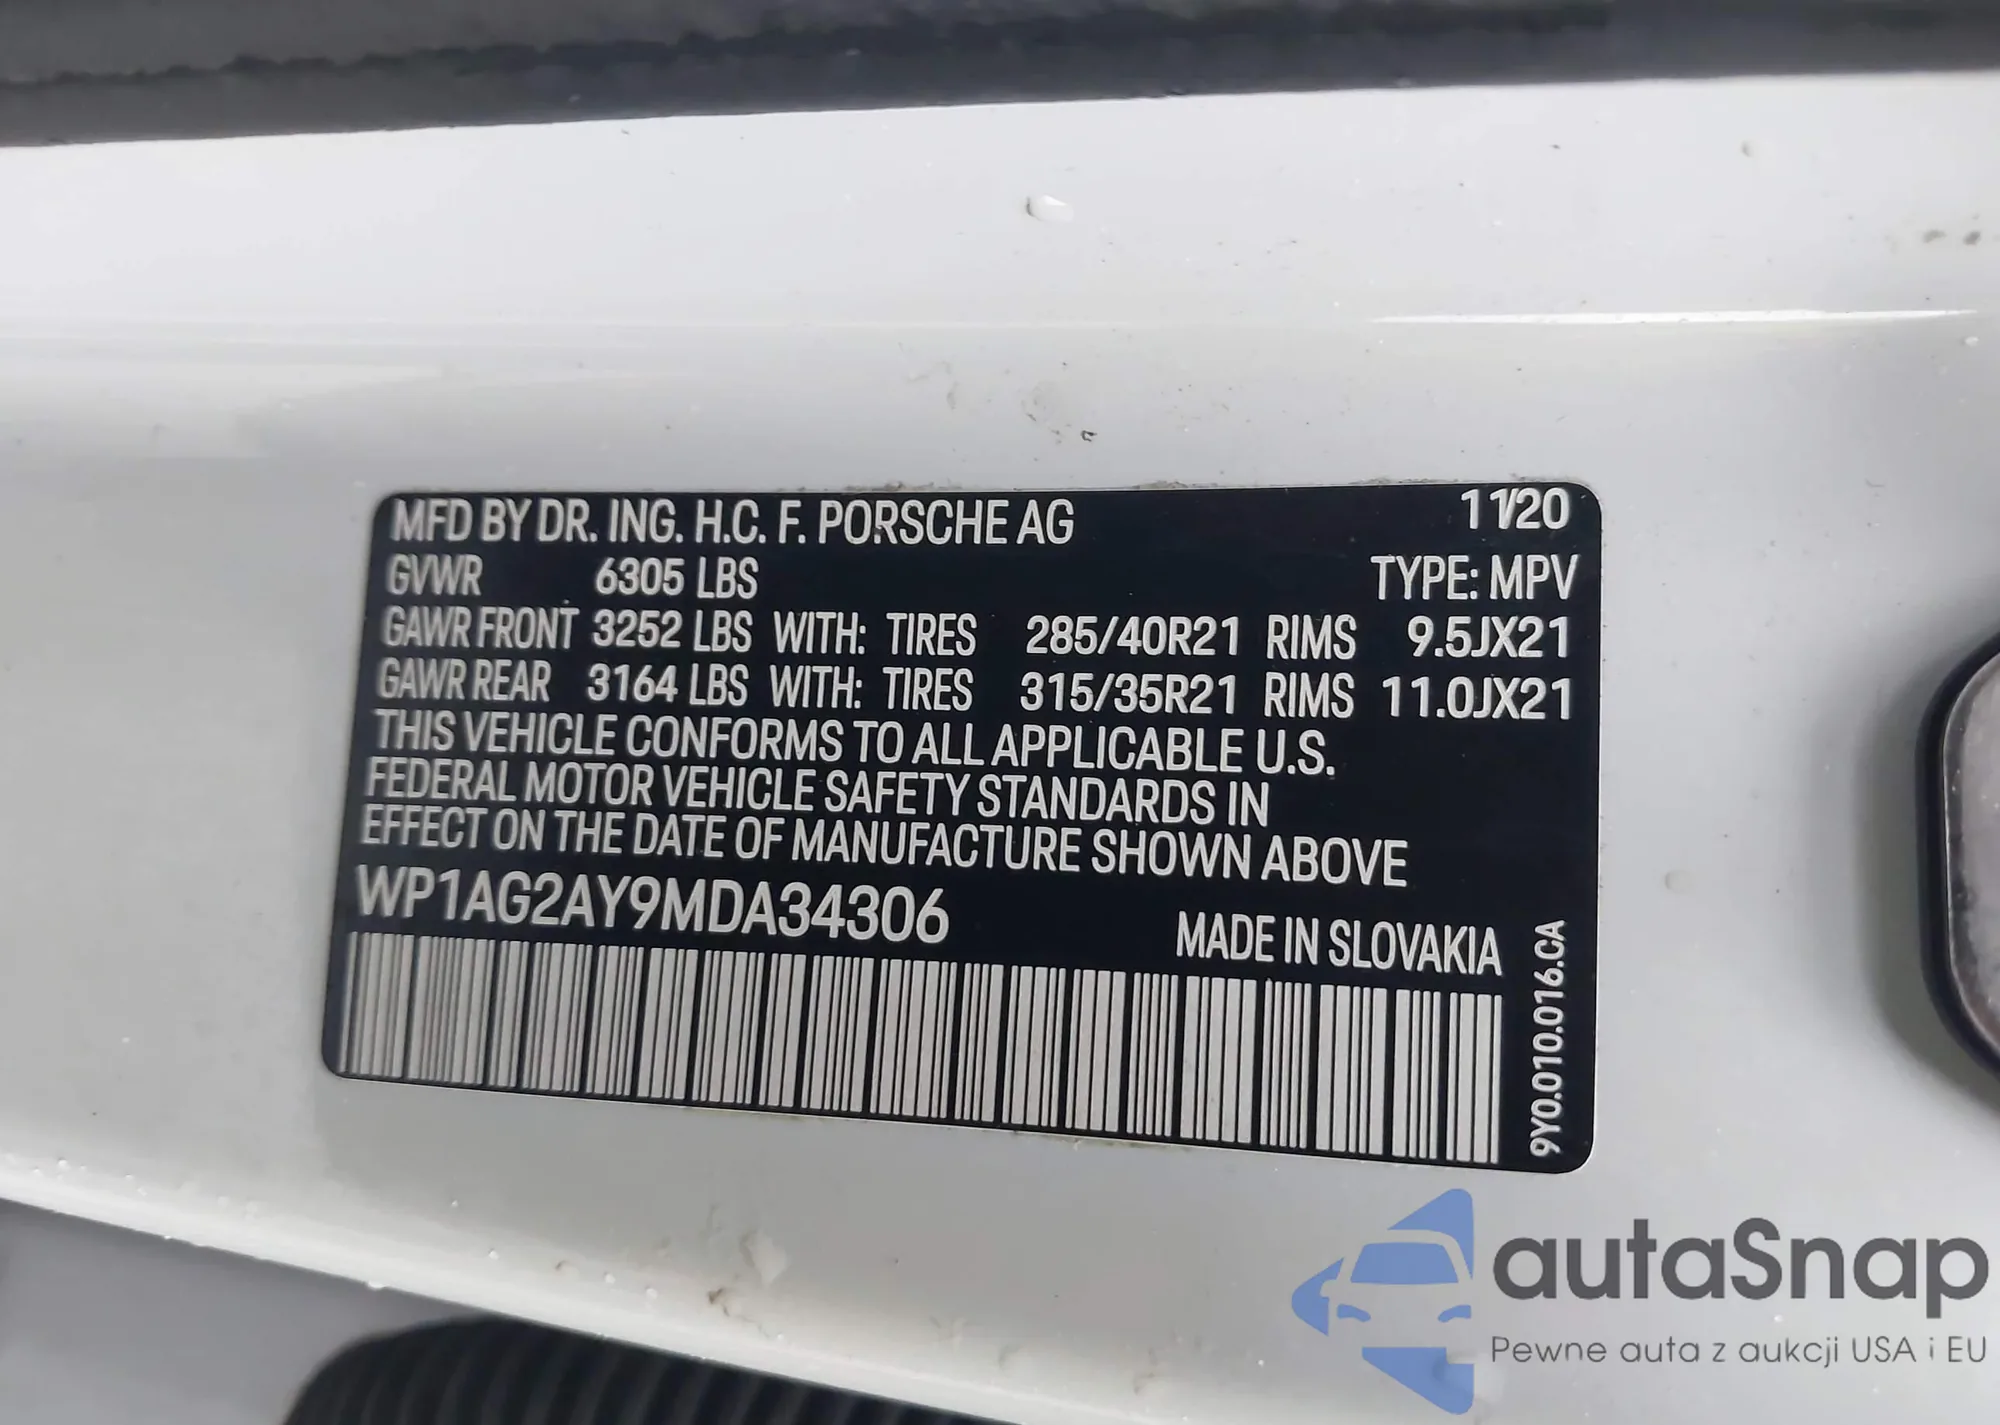 MFD BY DR. ING. H.C. F. PORSCHE AG 11/20
GVWR 6305 LBS TYPE: MPV
GAWR FRONT 3252 LBS WITH: TIRES 285/40R21 RIMS 9.5JX21
GAWR REAR 3164 LBS WITH: TIRES 315/35R21 RIMS 11.0JX21
THIS VEHICLE CONFORMS TO ALL APPLICABLE U.S.
FEDERAL MOTOR VEHICLE SAFETY STANDARDS IN
EFFECT ON THE DATE OF MANUFACTURE SHOWN ABOVE
WP1AG2AY9MDA34306
MADE IN SLOVAKIA
9Y0.010.016.CA
autaSnap
Pewne auta z aukcji USA i EU